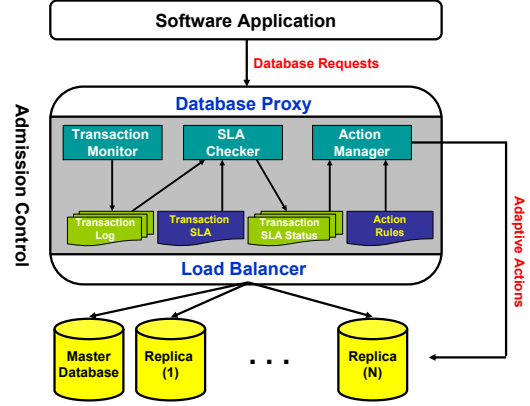 Software Application
Database Requests
Database Proxy
Admission Control
Transaction
Monitor
SLA
Checker
Action
Manager
Transaction
Log
Transaction
SLA
Transaction
SLA Status
Action
Rules
Adaptive Actions
Load Balancer
Master
Database
Replica
(1)
. . .
Replica
(N)